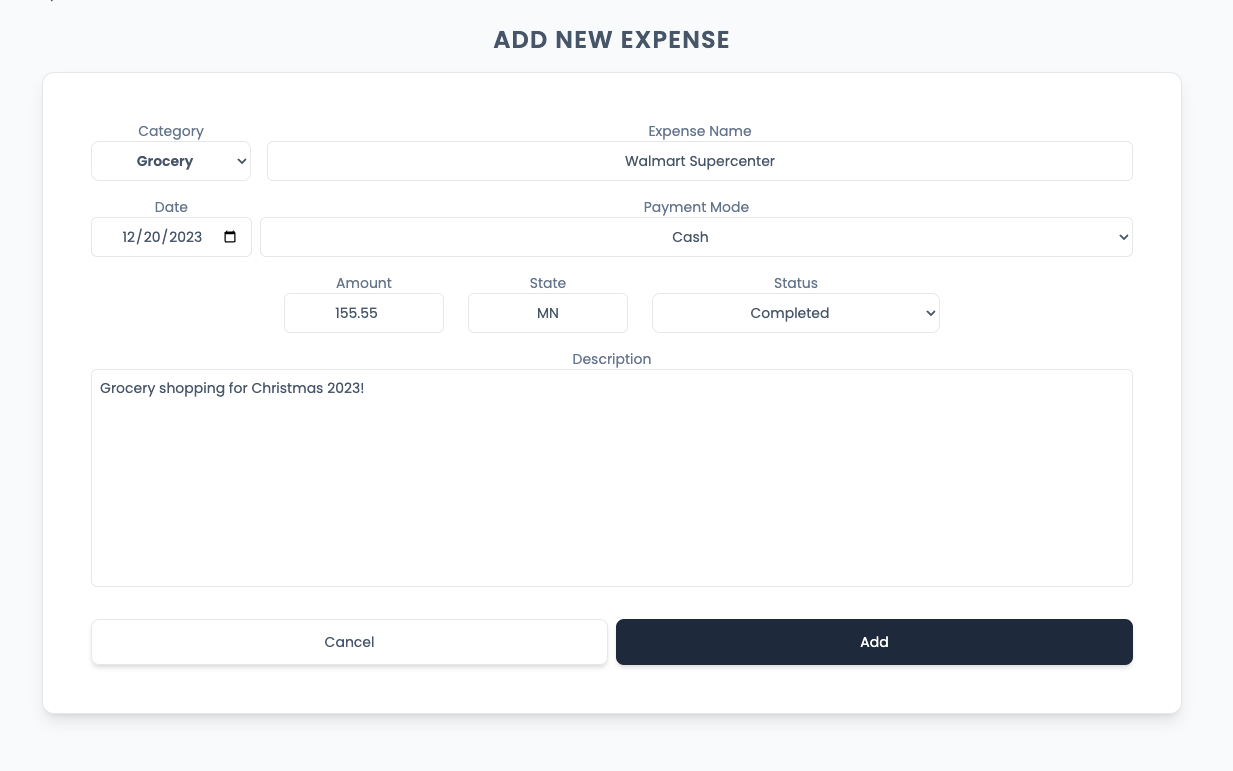 ADD NEW EXPENSE
Category
Expense Name
Grocery
Walmart Supercenter
Date
Payment Mode
12/20/2023
Cash
Amount
State
Status
155.55
MN
Completed
Description
Grocery shopping for Christmas 2023!
Cancel
Add